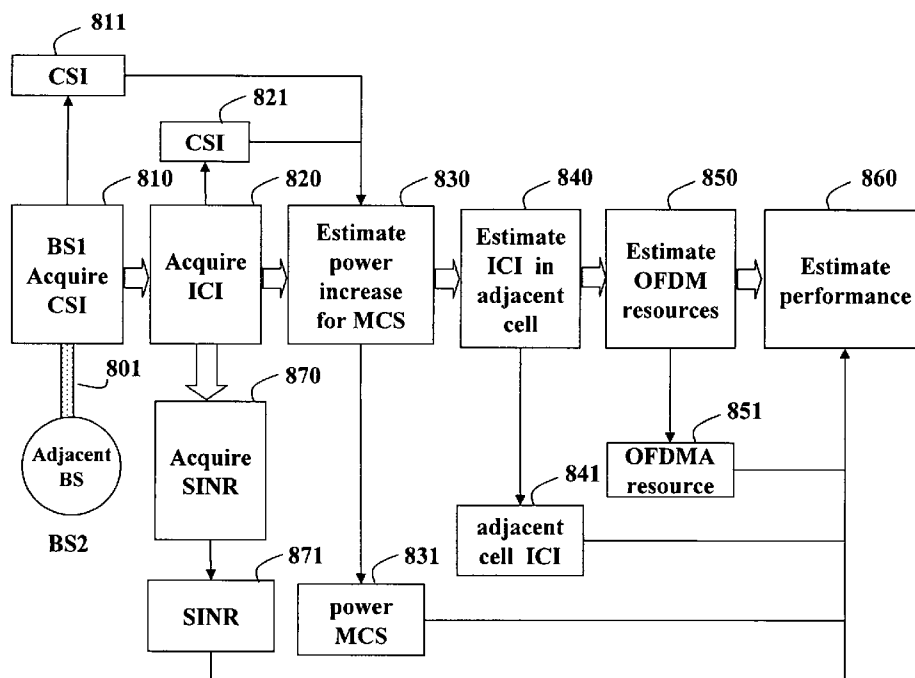 811
CSI
821
CSI
810
820
830
840
850
860
BS1
Acquire
CSI
Acquire
ICI
Estimate
power
increase
for MCS
Estimate
ICI in
adjacent
cell
Estimate
OFDM
resources
Estimate
performance
801
870
851
Adjacent
BS
BS2
Acquire
SINR
OFDMA
resource
841
adjacent
cell ICI
871
SINR
831
power
MCS